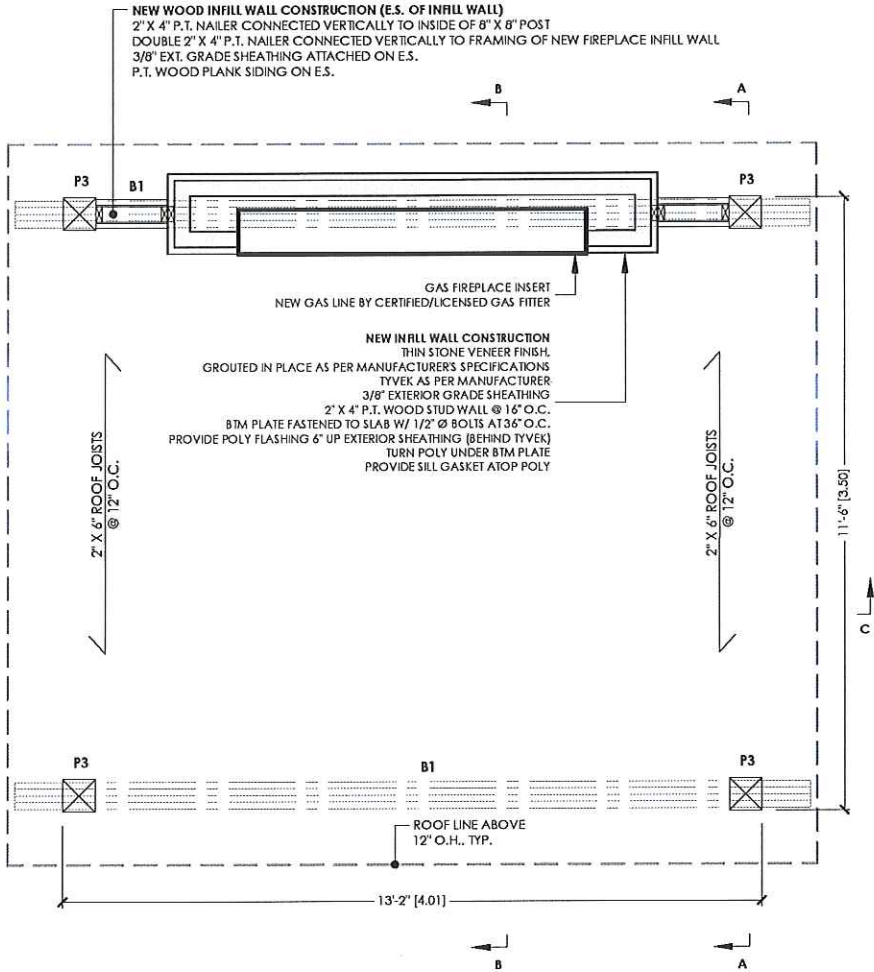 NEW WOOD INFILL WALL CONSTRUCTION (E.S. OF INFILL WALL)
2" X 4" P.T. NAILER CONNECTED VERTICALLY TO INSIDE OF 8" X 8" POST
DOUBLE 2" X 4" P.T. NAILER CONNECTED VERTICALLY TO FRAMING OF NEW FIREPLACE INFILL WALL
3/8" EXT. GRADE SHEATHING ATTACHED ON E.S.
P.T. WOOD PLANK SIDING ON E.S.
B
A
P3
B1
P3
GAS FIREPLACE INSERT
NEW GAS LINE BY CERTIFIED/LICENSED GAS FITTER
NEW INFILL WALL CONSTRUCTION
THIN STONE VENEER FINISH,
GROUTED IN PLACE AS PER MANUFACTURER'S SPECIFICATIONS
TYVEK AS PER MANUFACTURER
3/8" EXTERIOR GRADE SHEATHING
2" X 4" P.T. WOOD STUD WALL @ 16" O.C.
BTM PLATE FASTENED TO SLAB W/ 1/2" Ø BOLTS AT 36" O.C.
PROVIDE POLY FLASHING 6" UP EXTERIOR SHEATHING (BEHIND TYVEK)
TURN POLY UNDER BTM PLATE
PROVIDE SILL GASKET ATOP POLY
2" X 6" ROOF JOISTS
@ 12" O.C.
2" X 6" ROOF JOISTS
@ 12" O.C.
11'-6" [3.50]
C
P3
B1
P3
ROOF LINE ABOVE
12" O.H.. TYP.
13'-2" [4.01]
B
A